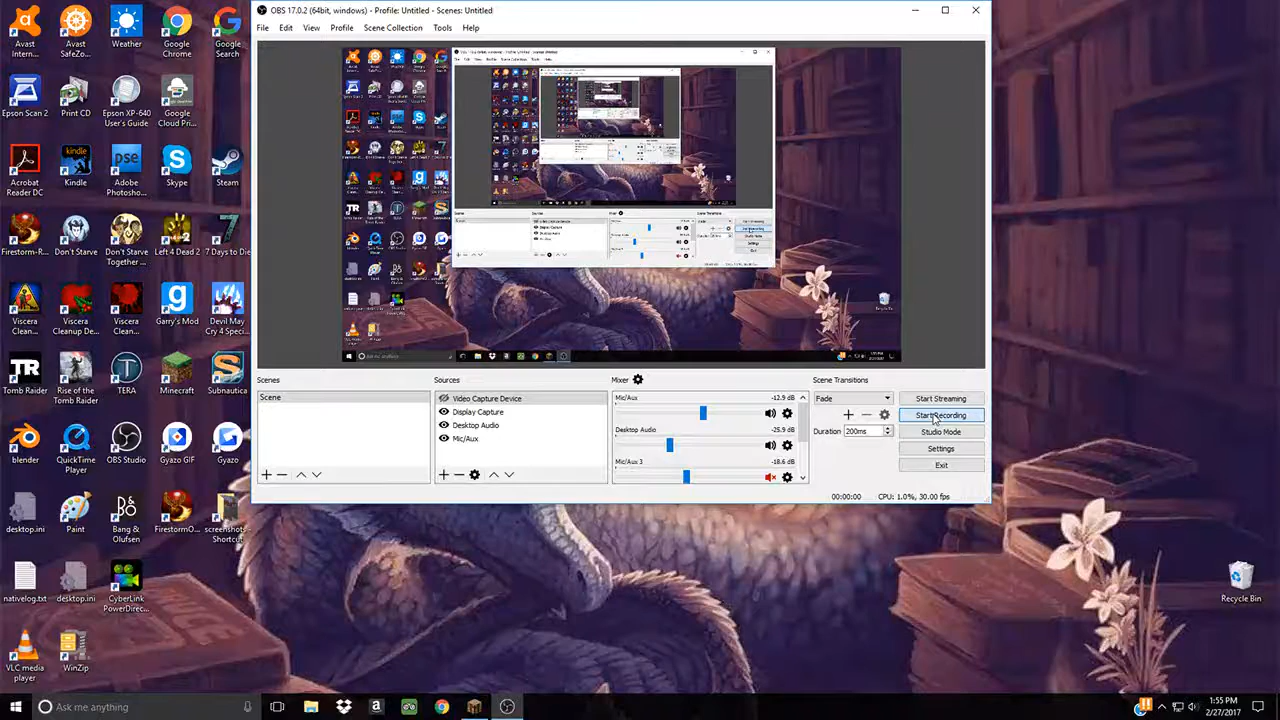 OBS 17.0.2 (64bit, windows) - Profile: Untitled - Scenes: Untitled
File Edit View Profile Scene Collection Tools Help
Avast Intern...
Avast SafeZo...
Weather
Google Chrome
Google Search
Epson Scan 2
Print CD
Epson XP-640 User's Guide
Google Cloud Pri...
Acrobat Reader DC
Kindle
Adobe Photosh...
Skype
Steam
FirestormO...
Don't Starve
Don't Starve Together ...
Left 4 Dead 2
7 Days to Die
Viscera Clean...
Viscera Cleanup De...
Viscera Clean...
Garry's Mod
Devil May Cry 4 Speci...
Tomb Raider
Rise of the Tomb Raider
TERA
Minecraft
Subnautica
blender
QuickTime Player
OBS Studio
Gyazo GIF
Gyazo
desktop.ini
Paint
Bang & Olufsen
FirestormO...
screenshots - Shortcut
nativelog.txt
desktop.ini
CyberLink PowerDirec...
VLC media player
WinZip
Recycle Bin
Scenes
Scene
Sources
Video Capture Device
Display Capture
Desktop Audio
Mic/Aux
Mixer
Mic/Aux -12.9 dB
Desktop Audio -25.9 dB
Mic/Aux 3 -18.6 dB
Scene Transitions
Fade
Duration 200ms
Start Streaming
Start Recording
Studio Mode
Settings
Exit
00:00:00 CPU: 1.0%, 30.00 fps
Ask me anything
1:55 PM
2/27/2017